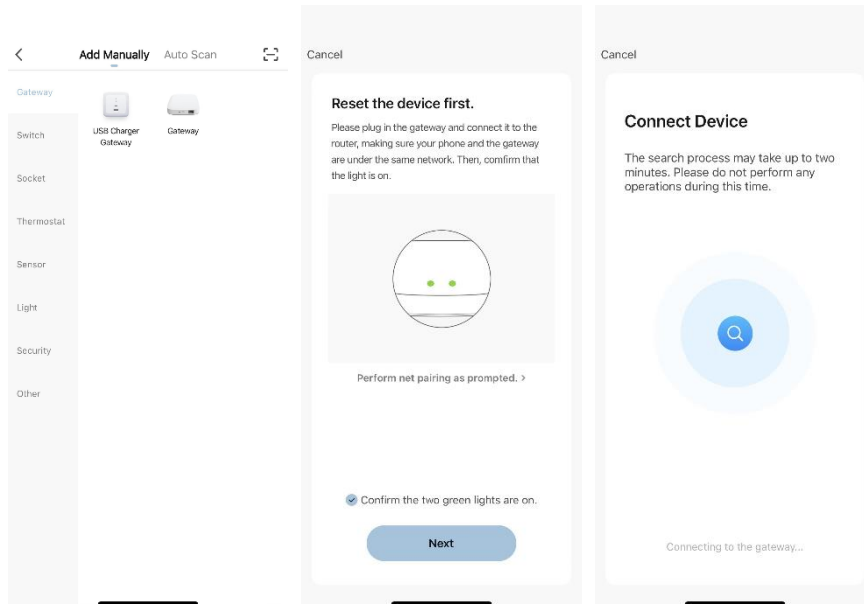 Add Manually Auto Scan
Gateway
Switch
Socket
Thermostat
Sensor
Light
Security
Other
USB Charger
Gateway
Gateway
Cancel
Reset the device first.
Please plug in the gateway and connect it to the
router, making sure your phone and the gateway
are under the same network. Then, comfirm that
the light is on.
Perform net pairing as prompted. >
Confirm the two green lights are on.
Next
Cancel
Connect Device
The search process may take up to two
minutes. Please do not perform any
operations during this time.
Connecting to the gateway...